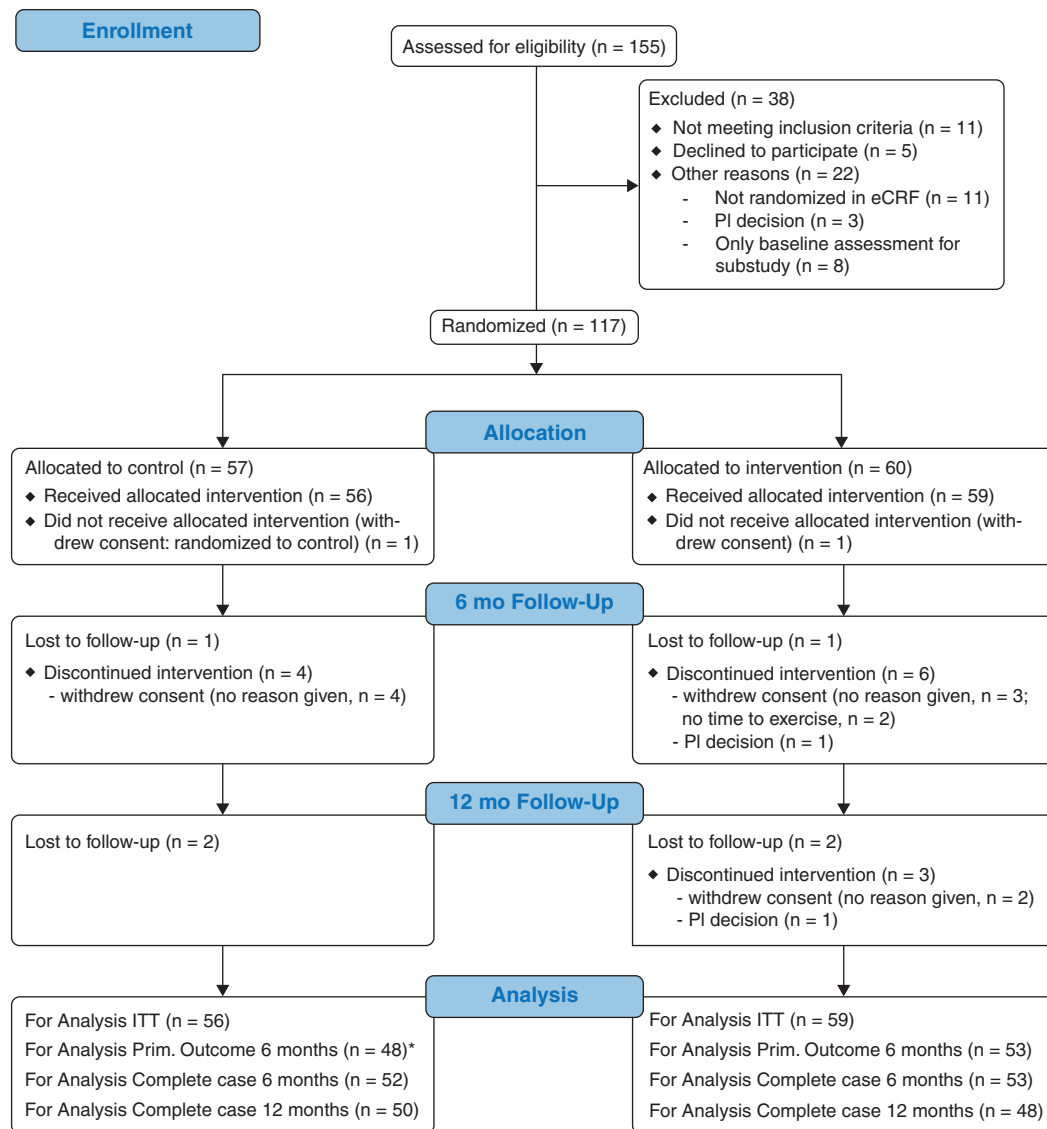 Enrollment
Assessed for eligibility (n = 155)
Excluded (n = 38)
◆ Not meeting inclusion criteria (n = 11)
◆ Declined to participate (n = 5)
◆ Other reasons (n = 22)
- Not randomized in eCRF (n = 11)
- PI decision (n = 3)
- Only baseline assessment for
substudy (n = 8)
Randomized (n = 117)
Allocation
Allocated to control (n = 57)
◆ Received allocated intervention (n = 56)
◆ Did not receive allocated intervention (with-
drew consent: randomized to control) (n = 1)
Allocated to intervention (n = 60)
◆ Received allocated intervention (n = 59)
◆ Did not receive allocated intervention (with-
drew consent) (n = 1)
6 mo Follow-Up
Lost to follow-up (n = 1)
◆ Discontinued intervention (n = 4)
- withdrew consent (no reason given, n = 4)
Lost to follow-up (n = 1)
◆ Discontinued intervention (n = 6)
- withdrew consent (no reason given, n = 3;
no time to exercise, n = 2)
- PI decision (n = 1)
12 mo Follow-Up
Lost to follow-up (n = 2)
Lost to follow-up (n = 2)
◆ Discontinued intervention (n = 3)
- withdrew consent (no reason given, n = 2)
- PI decision (n = 1)
Analysis
For Analysis ITT (n = 56)
For Analysis Prim. Outcome 6 months (n = 48)*
For Analysis Complete case 6 months (n = 52)
For Analysis Complete case 12 months (n = 50)
For Analysis ITT (n = 59)
For Analysis Prim. Outcome 6 months (n = 53)
For Analysis Complete case 6 months (n = 53)
For Analysis Complete case 12 months (n = 48)